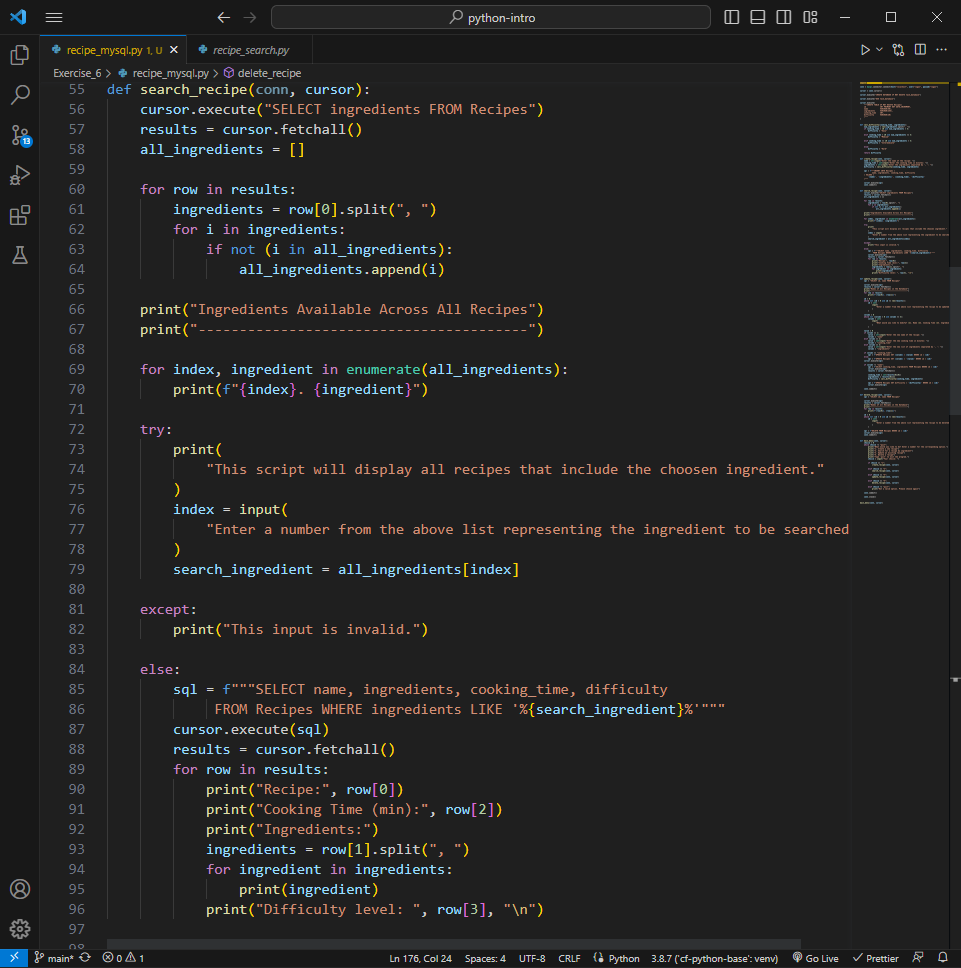 python-intro
recipe_mysql.py 1, U
recipe_search.py
Exercise_6 > recipe_mysql.py > delete_recipe
55 def search_recipe(conn, cursor):
56 cursor.execute("SELECT ingredients FROM Recipes")
57 results = cursor.fetchall()
58 all_ingredients = []
59
60 for row in results:
61 ingredients = row[0].split(", ")
62 for i in ingredients:
63 if not (i in all_ingredients):
64 all_ingredients.append(i)
65
66 print("Ingredients Available Across All Recipes")
67 print("----------------------------------------")
68
69 for index, ingredient in enumerate(all_ingredients):
70 print(f"{index}. {ingredient}")
71
72 try:
73 print(
74 "This script will display all recipes that include the choosen ingredient."
75 )
76 index = input(
77 "Enter a number from the above list representing the ingredient to be searched
78 )
79 search_ingredient = all_ingredients[index]
80
81 except:
82 print("This input is invalid.")
83
84 else:
85 sql = f"""SELECT name, ingredients, cooking_time, difficulty
86 FROM Recipes WHERE ingredients LIKE '%{search_ingredient}%'"""
87 cursor.execute(sql)
88 results = cursor.fetchall()
89 for row in results:
90 print("Recipe:", row[0])
91 print("Cooking Time (min):", row[2])
92 print("Ingredients:")
93 ingredients = row[1].split(", ")
94 for ingredient in ingredients:
95 print(ingredient)
96 print("Difficulty level: ", row[3], "\n")
97
98
13
main* 0 1 Ln 176, Col 24 Spaces: 4 UTF-8 CRLF Python 3.8.7 ('cf-python-base': venv) Go Live Prettier